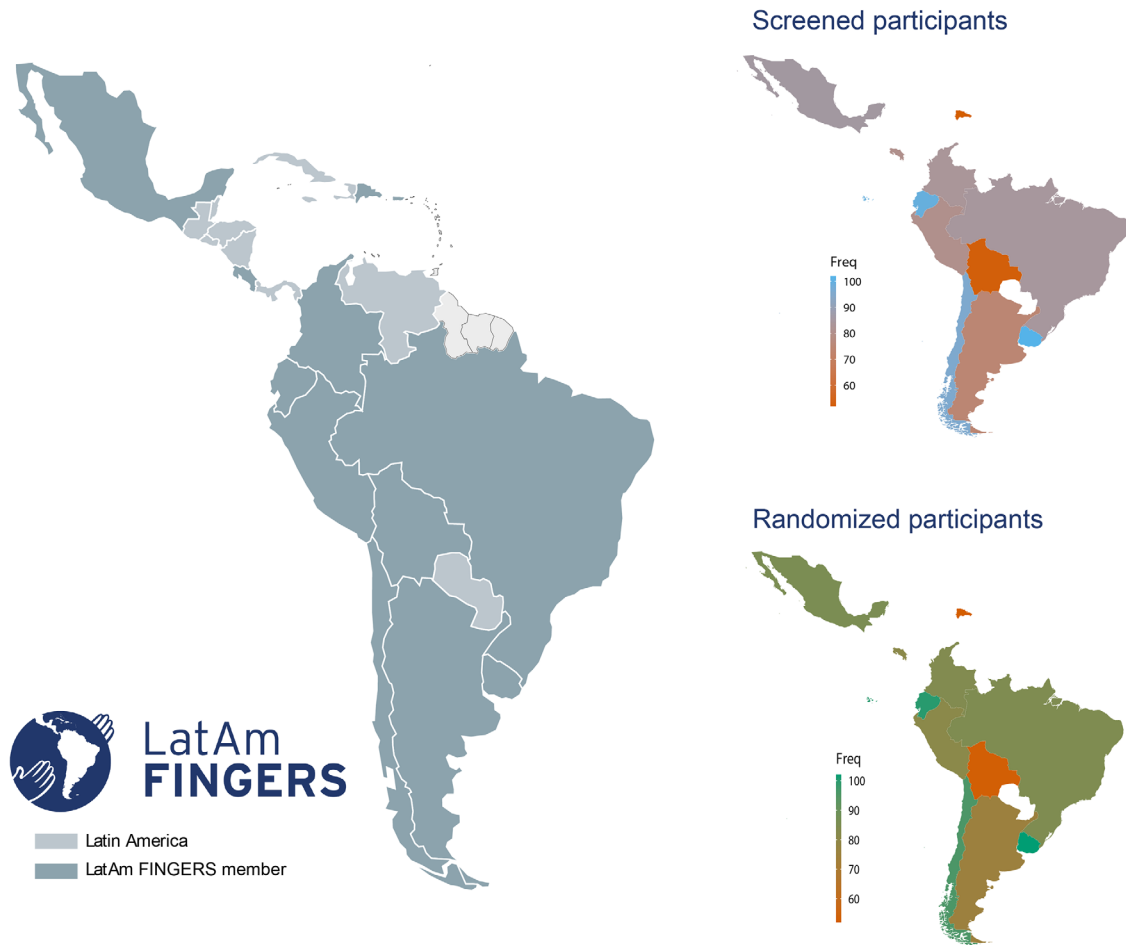 Screened participants
Freq
100
90
80
70
60
Randomized participants
Freq
100
90
80
70
60
LatAm
FINGERS
Latin America
LatAm FINGERS member